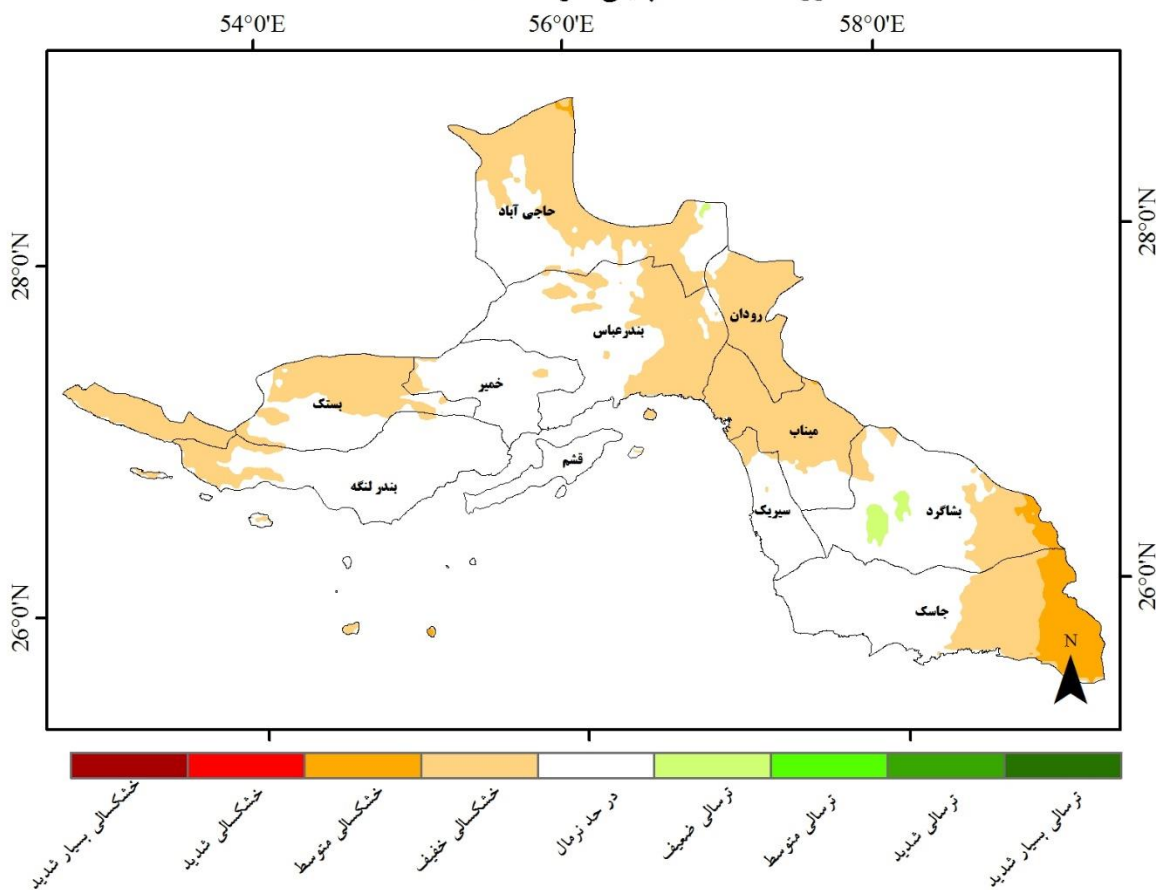 54°0'E
56°0'E
58°0'E
28°0'N
28°0'N
حاجی آباد
رودان
بندرعباس
خمیر
بستک
میناب
قشم
بندر لنگه
سیریک
بشاگرد
جاسک
26°0'N
26°0'N
N
خشکسالی بسیار شدید
خشکسالی شدید
خشکسالی متوسط
خشکسالی خفیف
در حد نرمال
ترسالی ضعیف
ترسالی متوسط
ترسالی شدید
ترسالی بسیار شدید